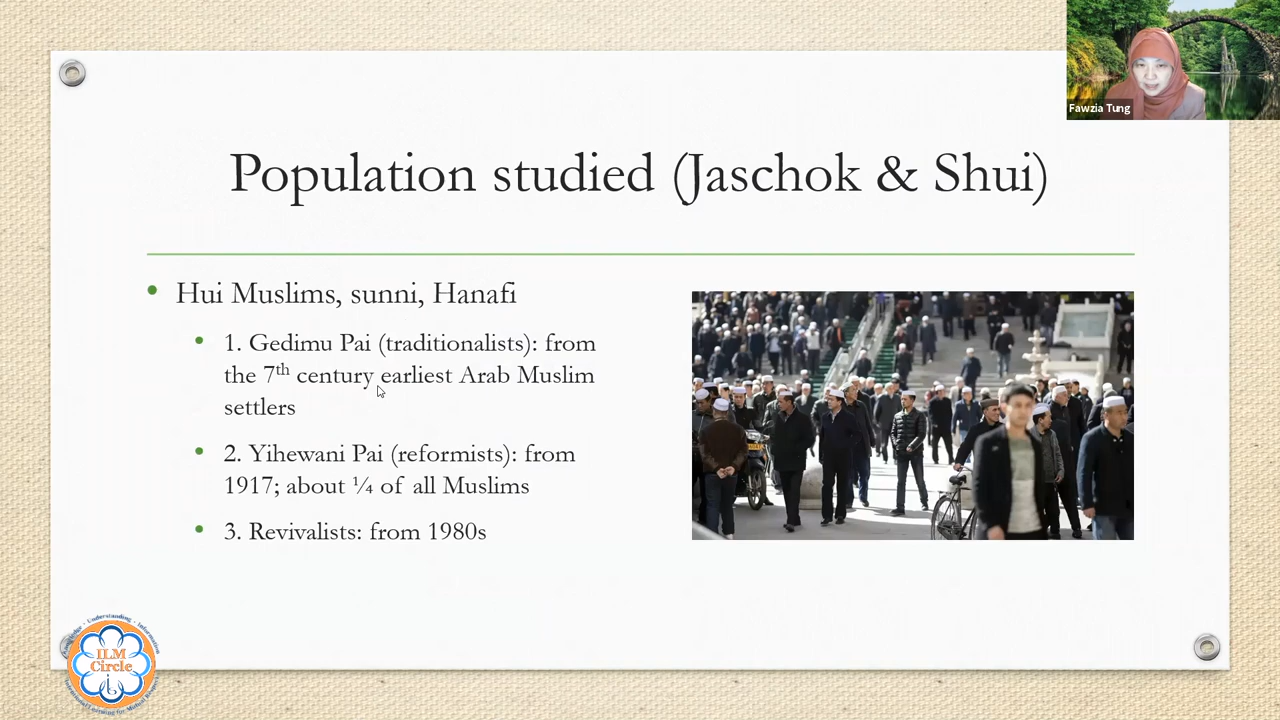 Fawzia Tung
Population studied (Jaschok & Shui)
• Hui Muslims, sunni, Hanafi
• 1. Gedimu Pai (traditionalists): from
the 7th century earliest Arab Muslim
settlers
• 2. Yihewani Pai (reformists): from
1917; about ¼ of all Muslims
• 3. Revivalists: from 1980s
ILM
Circle